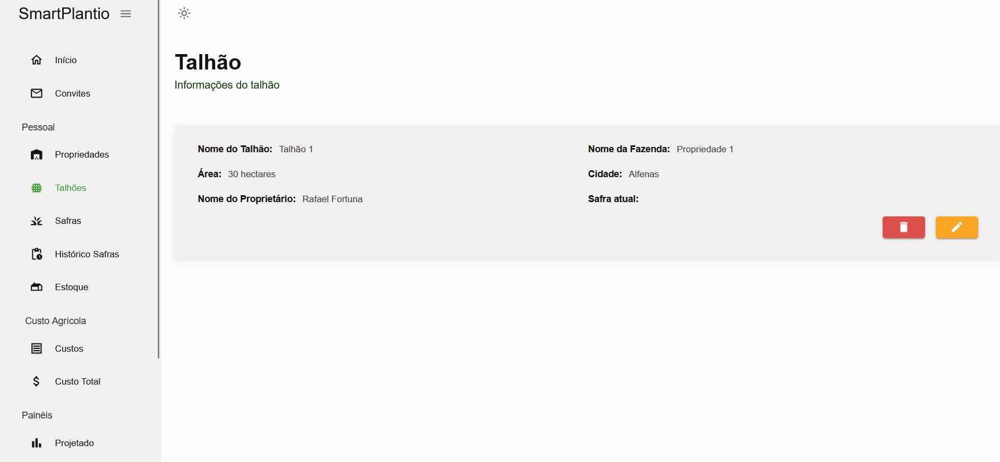 SmartPlantio
Início
Convites
Pessoal
Propriedades
Talhões
Safras
Histórico Safras
Estoque
Custo Agrícola
Custos
Custo Total
Painéis
Projetado
Talhão
Informações do talhão
Nome do Talhão: Talhão 1
Nome da Fazenda: Propriedade 1
Área: 30 hectares
Cidade: Alfenas
Nome do Proprietário: Rafael Fortuna
Safra atual: